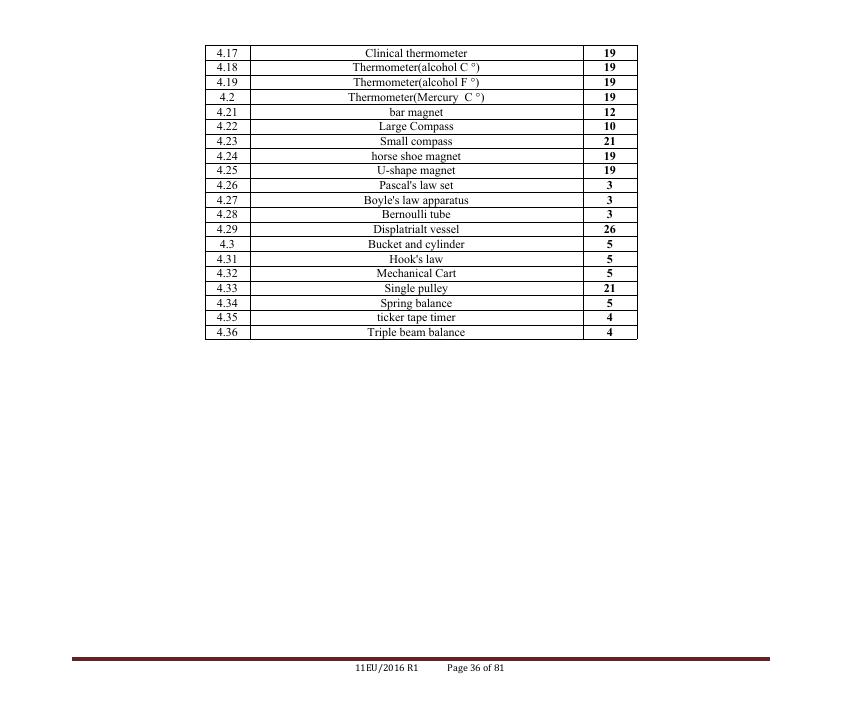 4.17 Clinical thermometer 19
4.18 Thermometer(alcohol C °) 19
4.19 Thermometer(alcohol F °) 19
4.2 Thermometer(Mercury  C °) 19
4.21 bar magnet 12
4.22 Large Compass 10
4.23 Small compass 21
4.24 horse shoe magnet 19
4.25 U-shape magnet 19
4.26 Pascal's law set 3
4.27 Boyle's law apparatus 3
4.28 Bernoulli tube 3
4.29 Displatrialt vessel 26
4.3 Bucket and cylinder 5
4.31 Hook's law 5
4.32 Mechanical Cart 5
4.33 Single pulley 21
4.34 Spring balance 5
4.35 ticker tape timer 4
4.36 Triple beam balance 4
11EU/2016 R1 Page 36 of 81